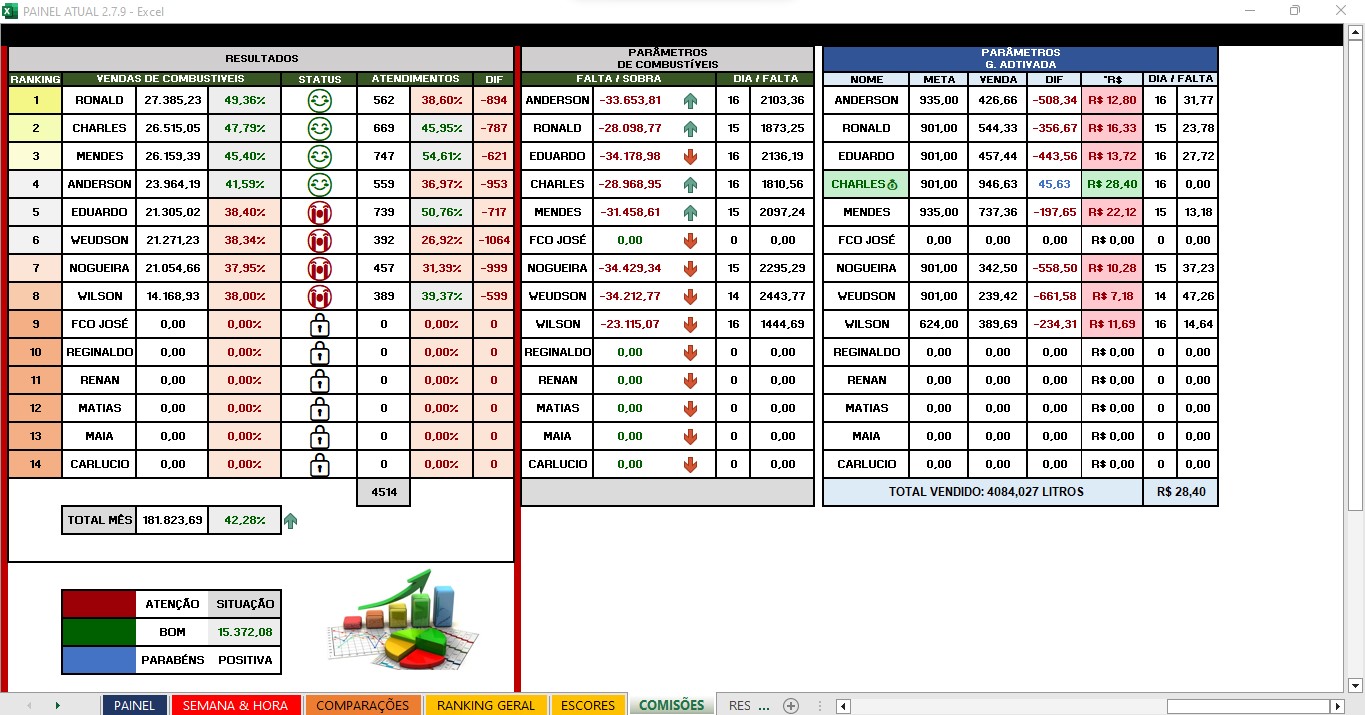 PAINEL ATUAL 2.7.9 - Excel
RESULTADOS
RANKING VENDAS DE COMBUSTIVEIS STATUS ATENDIMENTOS DIF
1 RONALD 27.385,23 49,36% 562 38,60% -894
2 CHARLES 26.515,05 47,79% 669 45,95% -787
3 MENDES 26.159,39 45,40% 747 54,61% -621
4 ANDERSON 23.964,19 41,59% 559 36,97% -953
5 EDUARDO 21.305,02 38,40% 739 50,76% -717
6 WEUDSON 21.271,23 38,34% 392 26,92% -1064
7 NOGUEIRA 21.054,66 37,95% 457 31,39% -999
8 WILSON 14.168,93 38,00% 389 39,37% -599
9 FCO JOSÉ 0,00 0,00% 0 0,00% 0
10 REGINALDO 0,00 0,00% 0 0,00% 0
11 RENAN 0,00 0,00% 0 0,00% 0
12 MATIAS 0,00 0,00% 0 0,00% 0
13 MAIA 0,00 0,00% 0 0,00% 0
14 CARLUCIO 0,00 0,00% 0 0,00% 0
4514
TOTAL MÊS 181.823,69 42,28%
ATENÇÃO SITUAÇÃO
BOM 15.372,08
PARABÉNS POSITIVA
PARÂMETROS
DE COMBUSTÍVEIS
FALTA / SOBRA DIA / FALTA
ANDERSON -33.653,81 16 2103,36
RONALD -28.098,77 15 1873,25
EDUARDO -34.178,98 16 2136,19
CHARLES -28.968,95 16 1810,56
MENDES -31.458,61 15 2097,24
FCO JOSÉ 0,00 0 0,00
NOGUEIRA -34.429,34 15 2295,29
WEUDSON -34.212,77 14 2443,77
WILSON -23.115,07 16 1444,69
REGINALDO 0,00 0 0,00
RENAN 0,00 0 0,00
MATIAS 0,00 0 0,00
MAIA 0,00 0 0,00
CARLUCIO 0,00 0 0,00
PARÂMETROS
G. ADTIVADA
NOME META VENDA DIF "R$ DIA / FALTA
ANDERSON 935,00 426,66 -508,34 R$ 12,80 16 31,77
RONALD 901,00 544,33 -356,67 R$ 16,33 15 23,78
EDUARDO 901,00 457,44 -443,56 R$ 13,72 16 27,72
CHARLES 901,00 946,63 45,63 R$ 28,40 16 0,00
MENDES 935,00 737,36 -197,65 R$ 22,12 15 13,18
FCO JOSÉ 0,00 0,00 0,00 R$ 0,00 0 0,00
NOGUEIRA 901,00 342,50 -558,50 R$ 10,28 15 37,23
WEUDSON 901,00 239,42 -661,58 R$ 7,18 14 47,26
WILSON 624,00 389,69 -234,31 R$ 11,69 16 14,64
REGINALDO 0,00 0,00 0,00 R$ 0,00 0 0,00
RENAN 0,00 0,00 0,00 R$ 0,00 0 0,00
MATIAS 0,00 0,00 0,00 R$ 0,00 0 0,00
MAIA 0,00 0,00 0,00 R$ 0,00 0 0,00
CARLUCIO 0,00 0,00 0,00 R$ 0,00 0 0,00
TOTAL VENDIDO: 4084,027 LITROS R$ 28,40
PAINEL SEMANA & HORA COMPARAÇÕES RANKING GERAL ESCORES COMISÕES RES ...